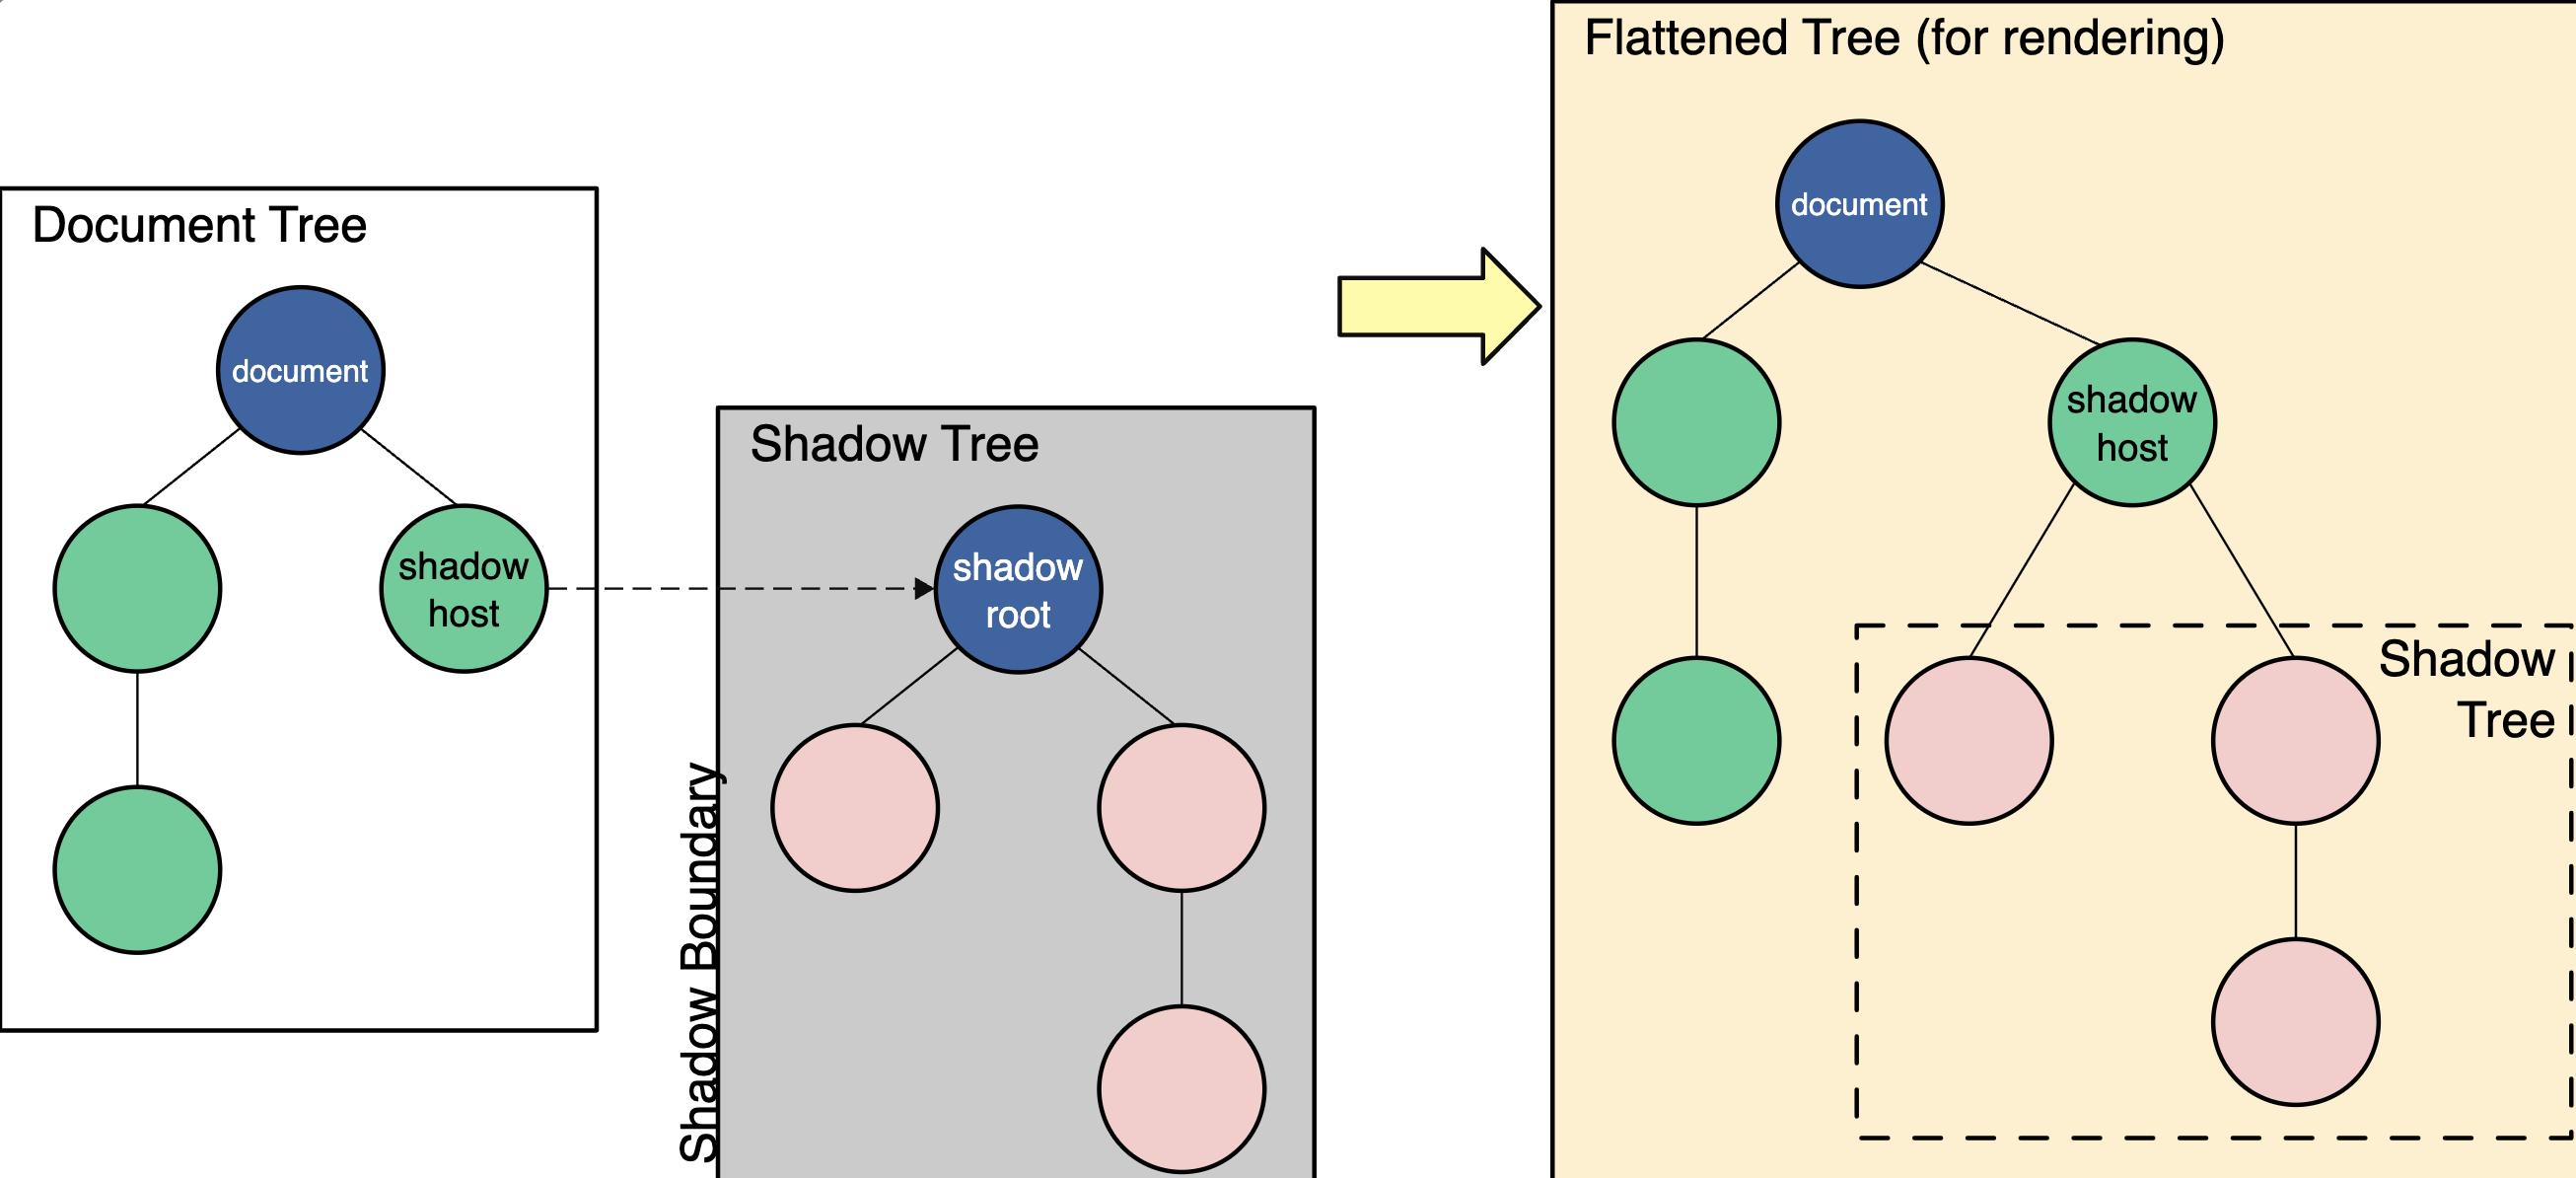 Document Tree
document
shadow
host
Shadow Tree
shadow
root
Shadow Boundary
Flattened Tree (for rendering)
document
shadow
host
Shadow
Tree